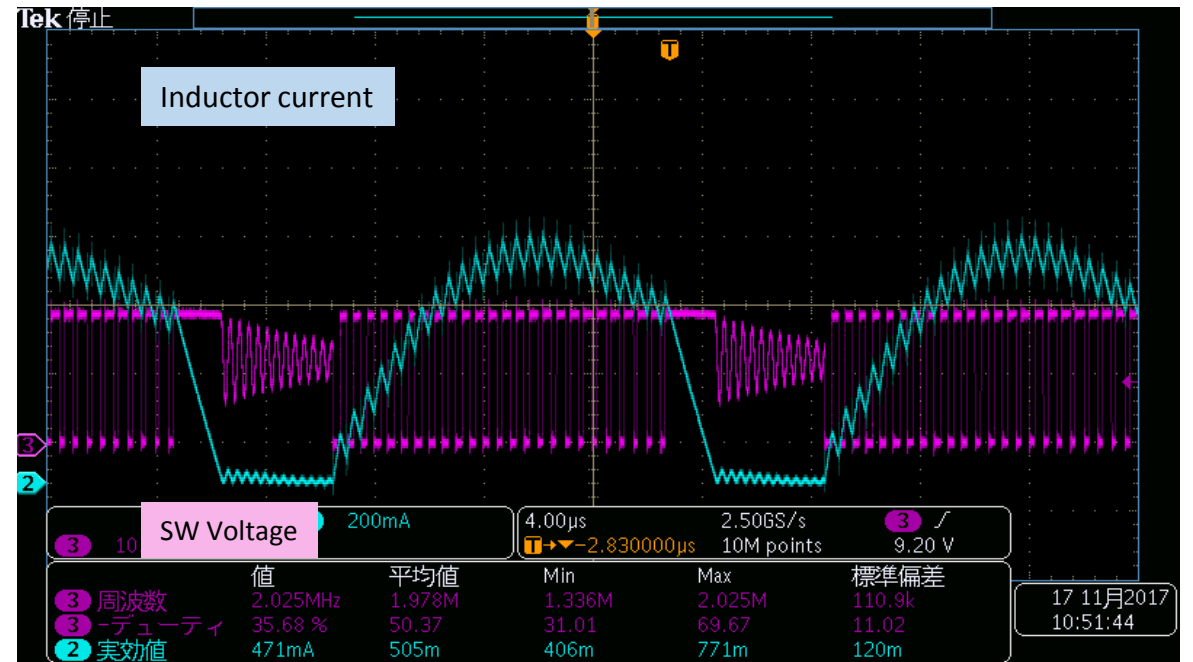 Tek 停止
T
Inductor current
3
2
SW Voltage
200mA
3 10
4.00µs 2.50GS/s 3
T→▼-2.830000µs 10M points 9.20 V
値 平均値 Min Max 標準偏差
3 周波数 2.025MHz 1.978M 1.336M 2.025M 110.9k
3 -デューティ 35.68 % 50.37 31.01 69.67 11.02
2 実効値 471mA 505m 406m 771m 120m
17 11月2017
10:51:44